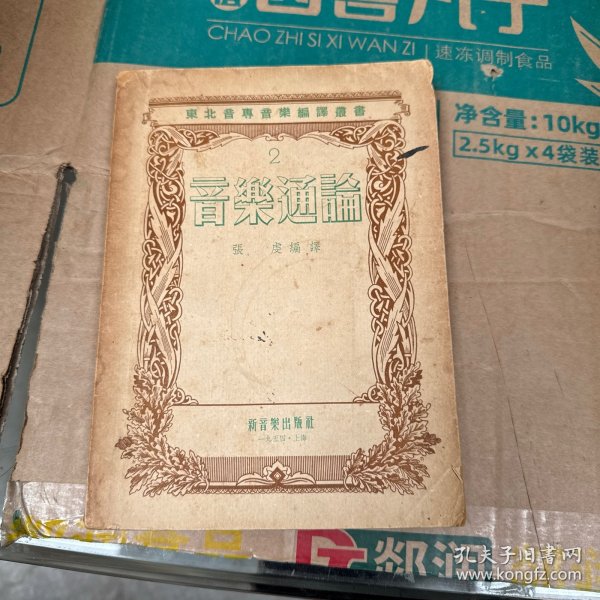 CHAO ZHI SI XI WAN ZI 速冻调制食品
净含量:10kg
2.5kg×4袋装
東北音專音樂編譯叢書
2
音樂通論
張虔編譯
新音樂出版社
一九五四·上海
孔夫子旧书网
www.kongfz.com